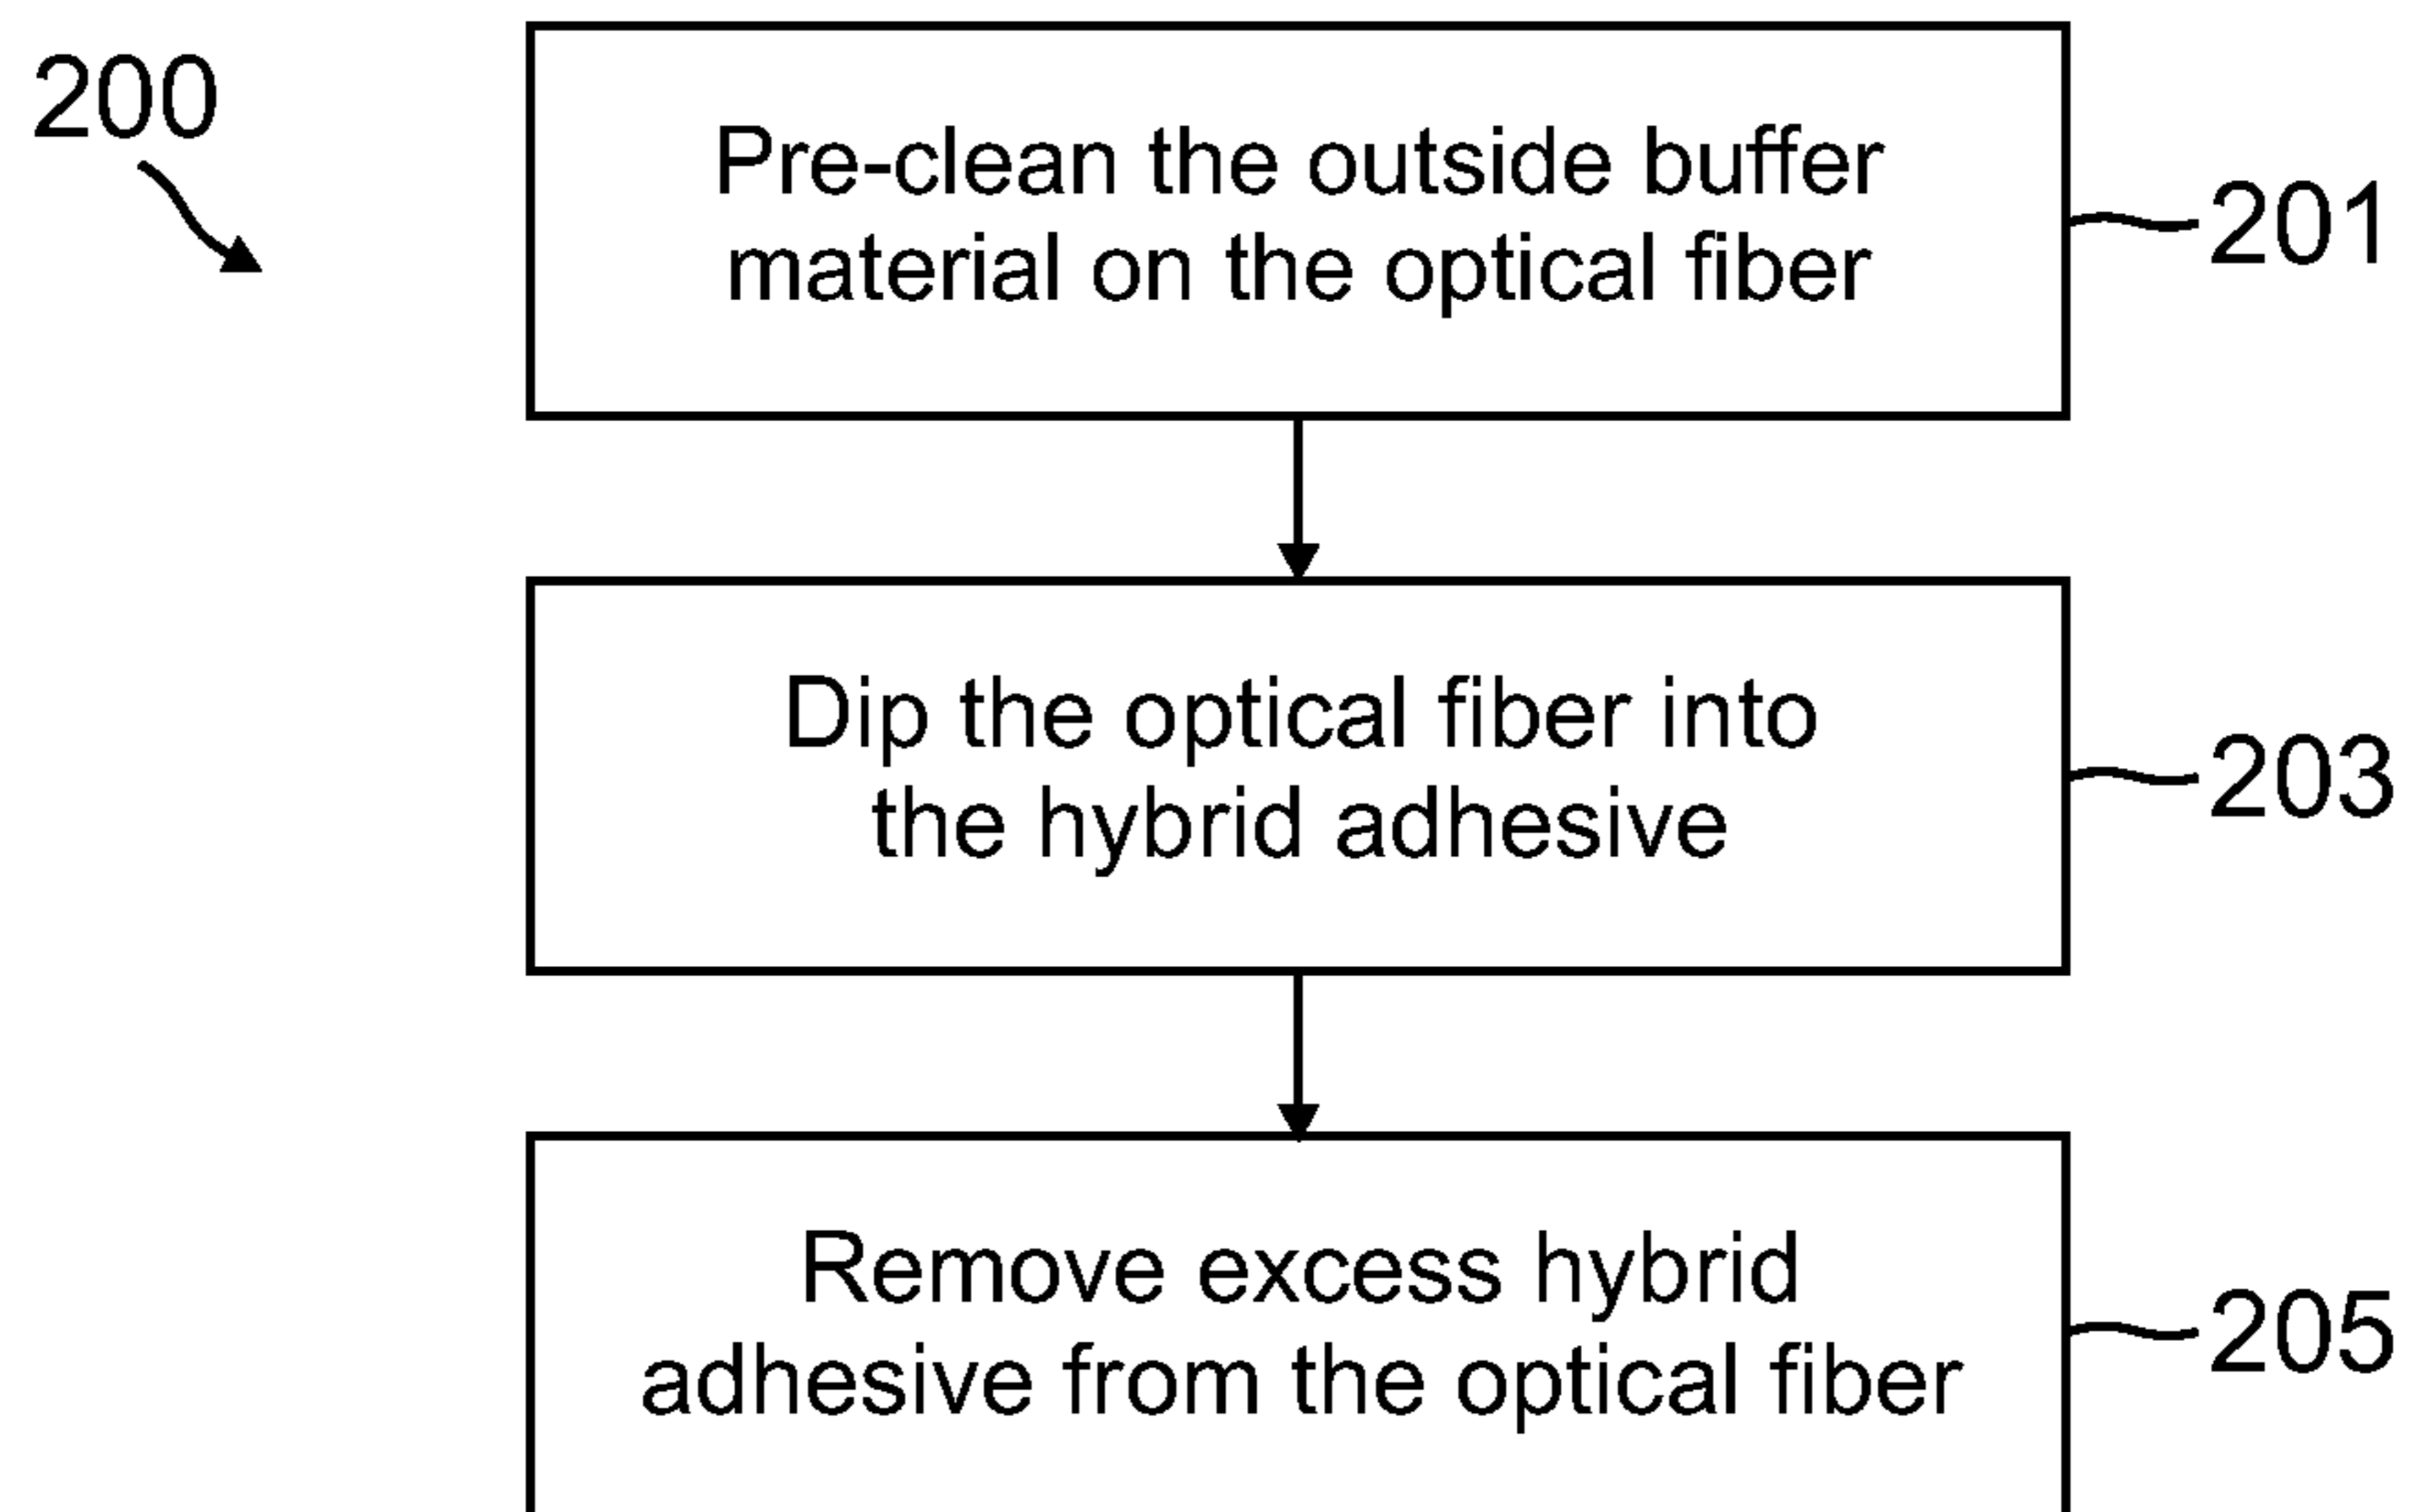 200
Pre-clean the outside buffer
material on the optical fiber
201
Dip the optical fiber into
the hybrid adhesive
203
Remove excess hybrid
adhesive from the optical fiber
205